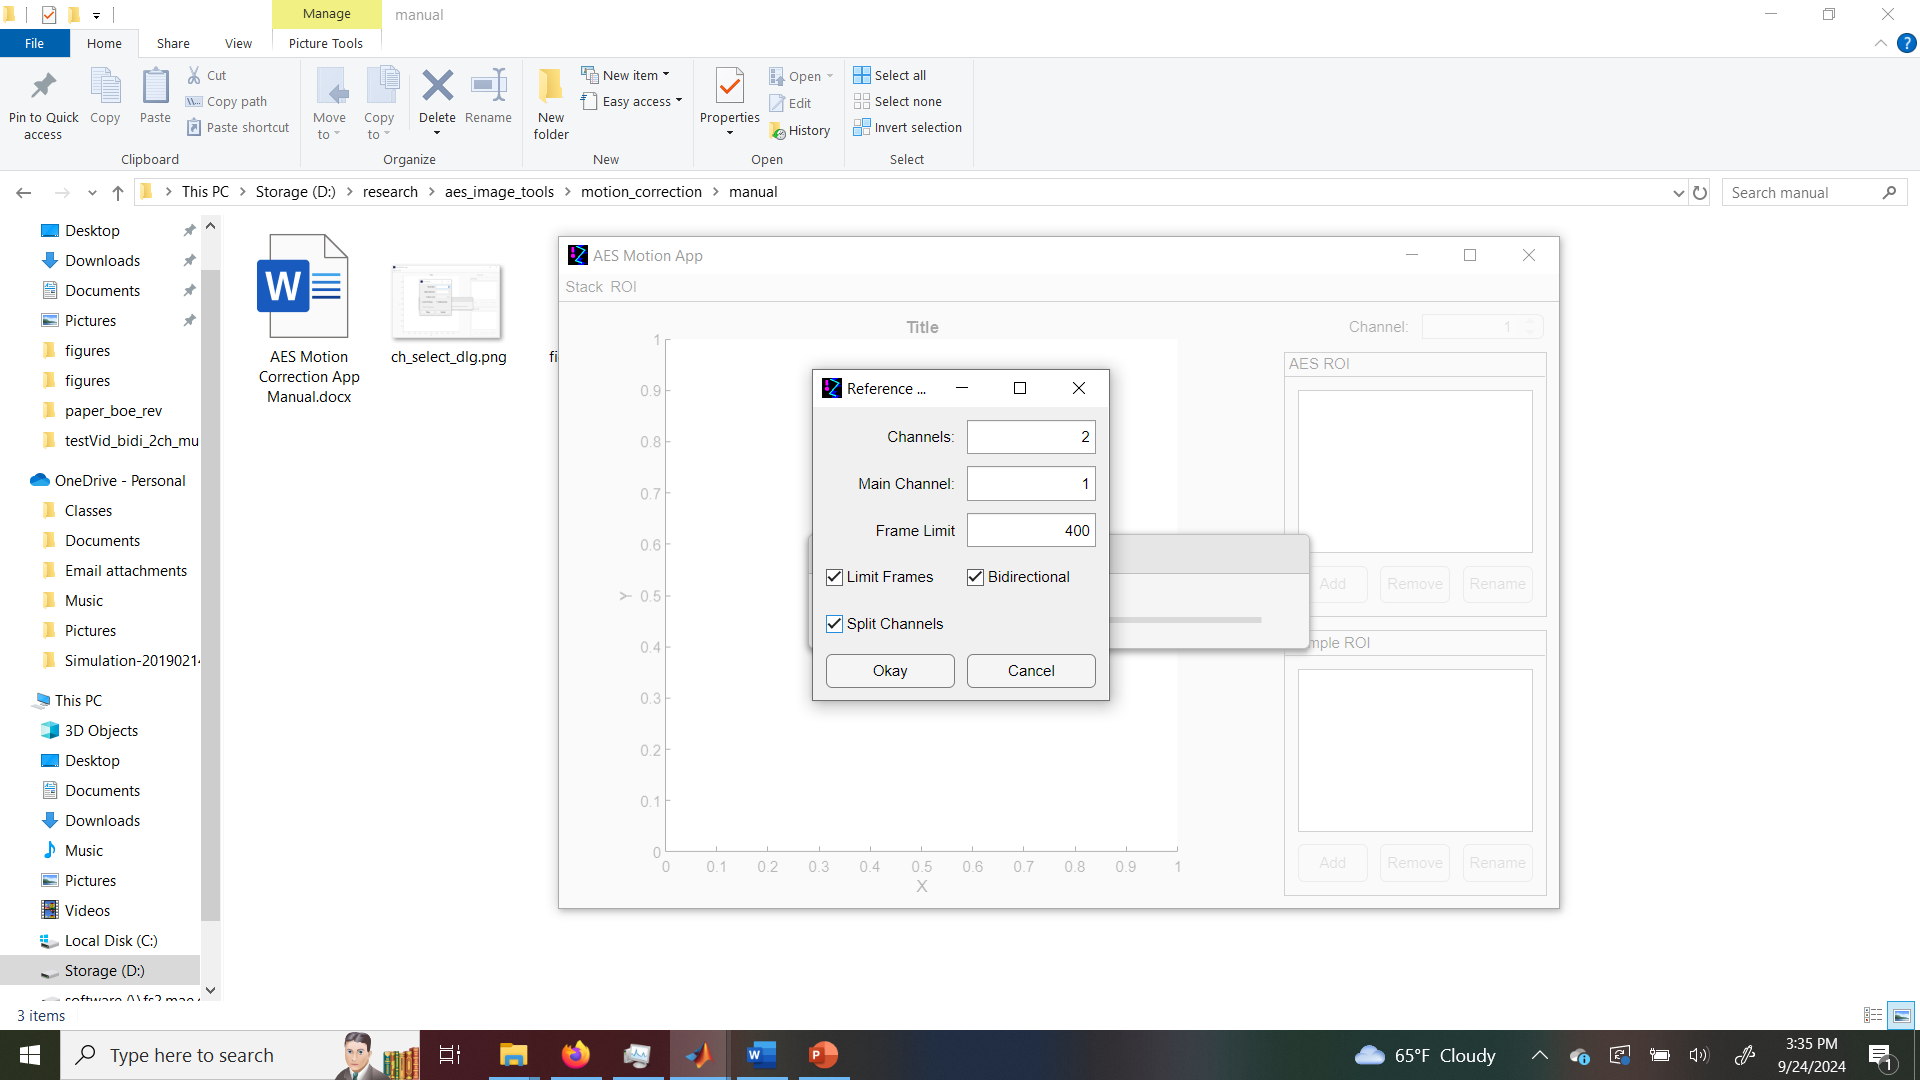 Manage
manual
File
Home
Share
View
Picture Tools
Pin to Quick access
Copy
Paste
Cut
Copy path
Paste shortcut
Clipboard
Move to
Copy to
Delete
Rename
Organize
New folder
New item
Easy access
New
Properties
Open
Edit
History
Open
Select all
Select none
Invert selection
Select
This PC > Storage (D:) > research > aes_image_tools > motion_correction > manual
Search manual
Desktop
Downloads
Documents
Pictures
figures
figures
paper_boe_rev
testVid_bidi_2ch_mu
OneDrive - Personal
Classes
Documents
Email attachments
Music
Pictures
Simulation-2019021
This PC
3D Objects
Desktop
Documents
Downloads
Music
Pictures
Videos
Local Disk (C:)
Storage (D:)
3 items
AES Motion
Correction App
Manual.docx
ch_select_dlg.png
fi
AES Motion App
Stack ROI
Title
Channel: 1
1
0.9
0.8
0.7
0.6
0.5
0.4
0.3
0.2
0.1
0
Y
0 0.1 0.2 0.3 0.4 0.5 0.6 0.7 0.8 0.9 1
X
AES ROI
Add Remove Rename
mple ROI
Add Remove Rename
Reference ...
Channels: 2
Main Channel: 1
Frame Limit 400
Limit Frames Bidirectional
Split Channels
Okay Cancel
Type here to search
65°F Cloudy
3:35 PM
9/24/2024
1